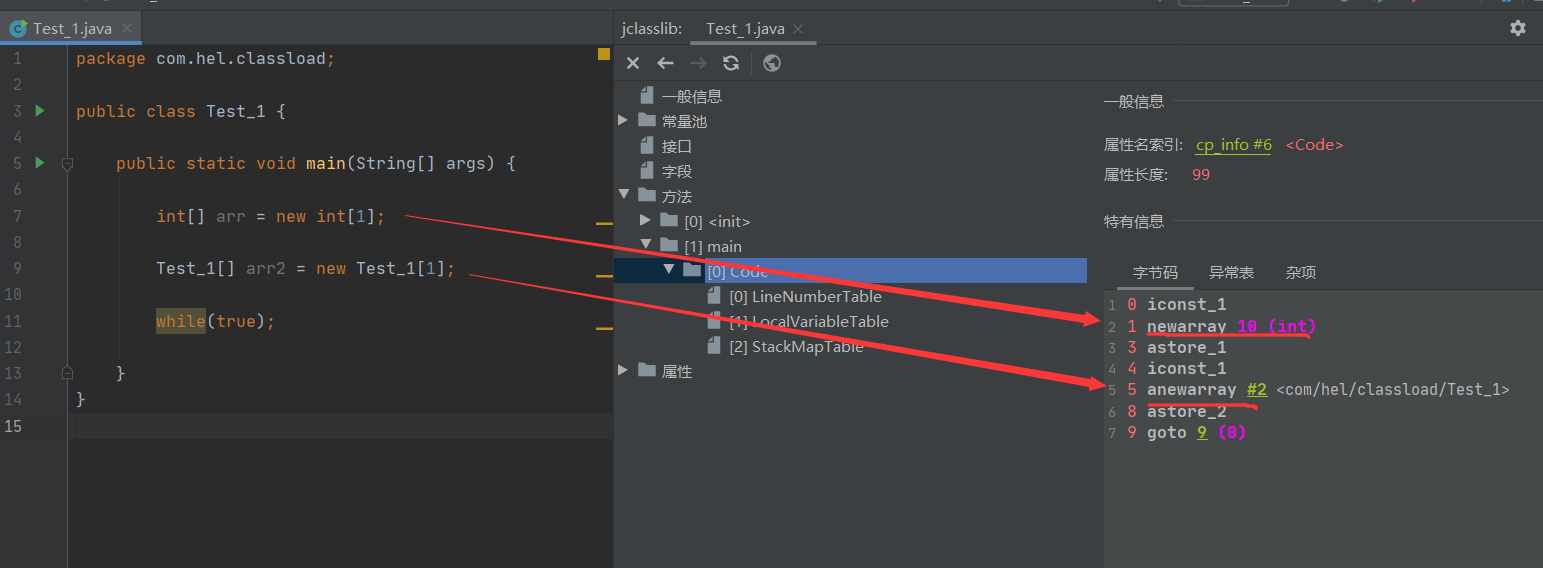 Test_1.java
1 package com.hel.classload;
2
3 public class Test_1 {
4
5 public static void main(String[] args) {
6
7 int[] arr = new int[1];
8
9 Test_1[] arr2 = new Test_1[1];
10
11 while(true);
12
13 }
14 }
15
jclasslib: Test_1.java
一般信息
常量池
接口
字段
方法
[0] <init>
[1] main
[0] Code
[0] LineNumberTable
[1] LocalVariableTable
[2] StackMapTable
属性
一般信息
属性名索引: cp_info #6 <Code>
属性长度: 99
特有信息
字节码 异常表 杂项
1 0 iconst_1
2 1 newarray 10 (int)
3 3 astore_1
4 4 iconst_1
5 5 anewarray #2 <com/hel/classload/Test_1>
6 8 astore_2
7 9 goto 9 (0)